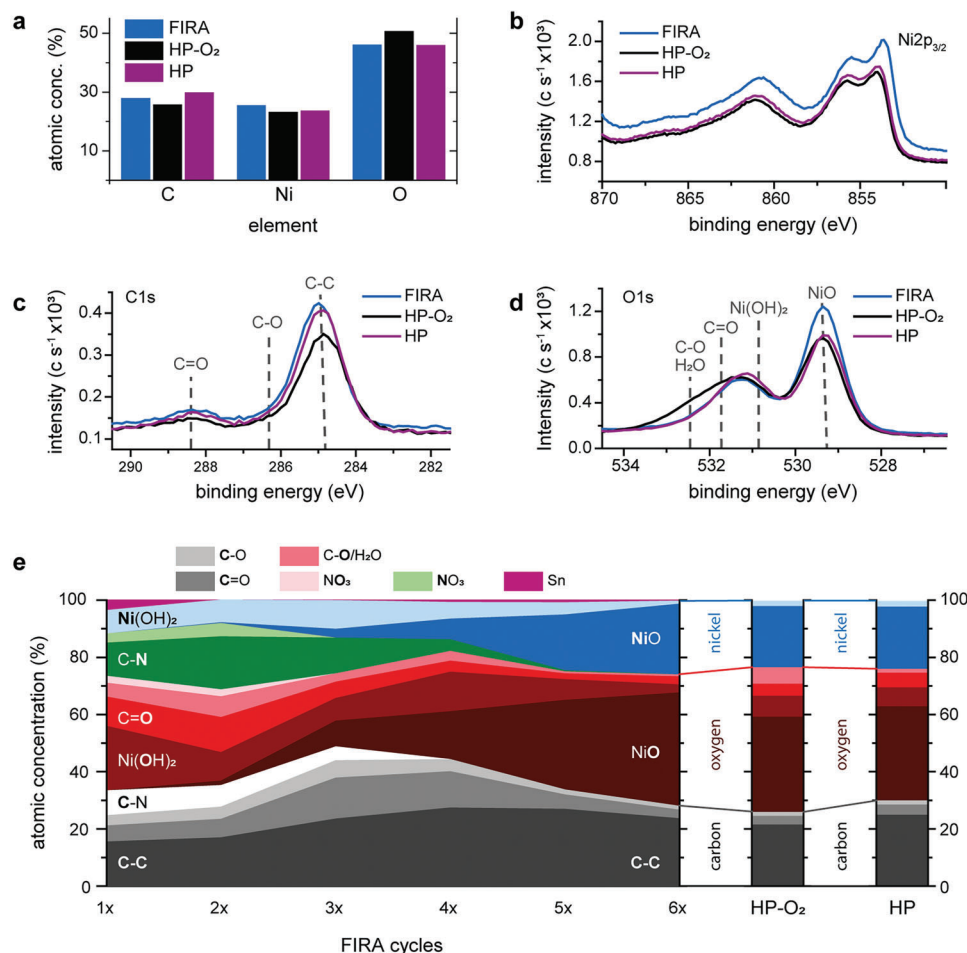 a
FIRA
HP-O₂
HP
50
30
10
atomic conc. (%)
C
Ni
O
element
b
Ni2p₃/₂
FIRA
HP-O₂
HP
2.0
1.6
1.2
0.8
intensity (c s⁻¹ x10³)
870
865
860
855
binding energy (eV)
c
C1s
C-C
C-O
C=O
FIRA
HP-O₂
HP
0.4
0.3
0.2
0.1
intensity (c s⁻¹ x10³)
290
288
286
284
282
binding energy (eV)
d
O1s
NiO
Ni(OH)₂
C=O
C-O
H₂O
FIRA
HP-O₂
HP
1.2
0.8
0.4
0.0
Intensity (c s⁻¹ x10³)
534
532
530
528
binding energy (eV)
e
C-O
C-O/H₂O
C=O
NO₃
NO₃
Sn
100
80
60
40
20
0
atomic concentration (%)
Ni(OH)₂
C-N
C=O
Ni(OH)₂
C-N
C-C
NiO
NiO
C-C
nickel
oxygen
carbon
nickel
oxygen
carbon
100
80
60
40
20
0
1x
2x
3x
4x
5x
6x
HP-O₂
HP
FIRA cycles